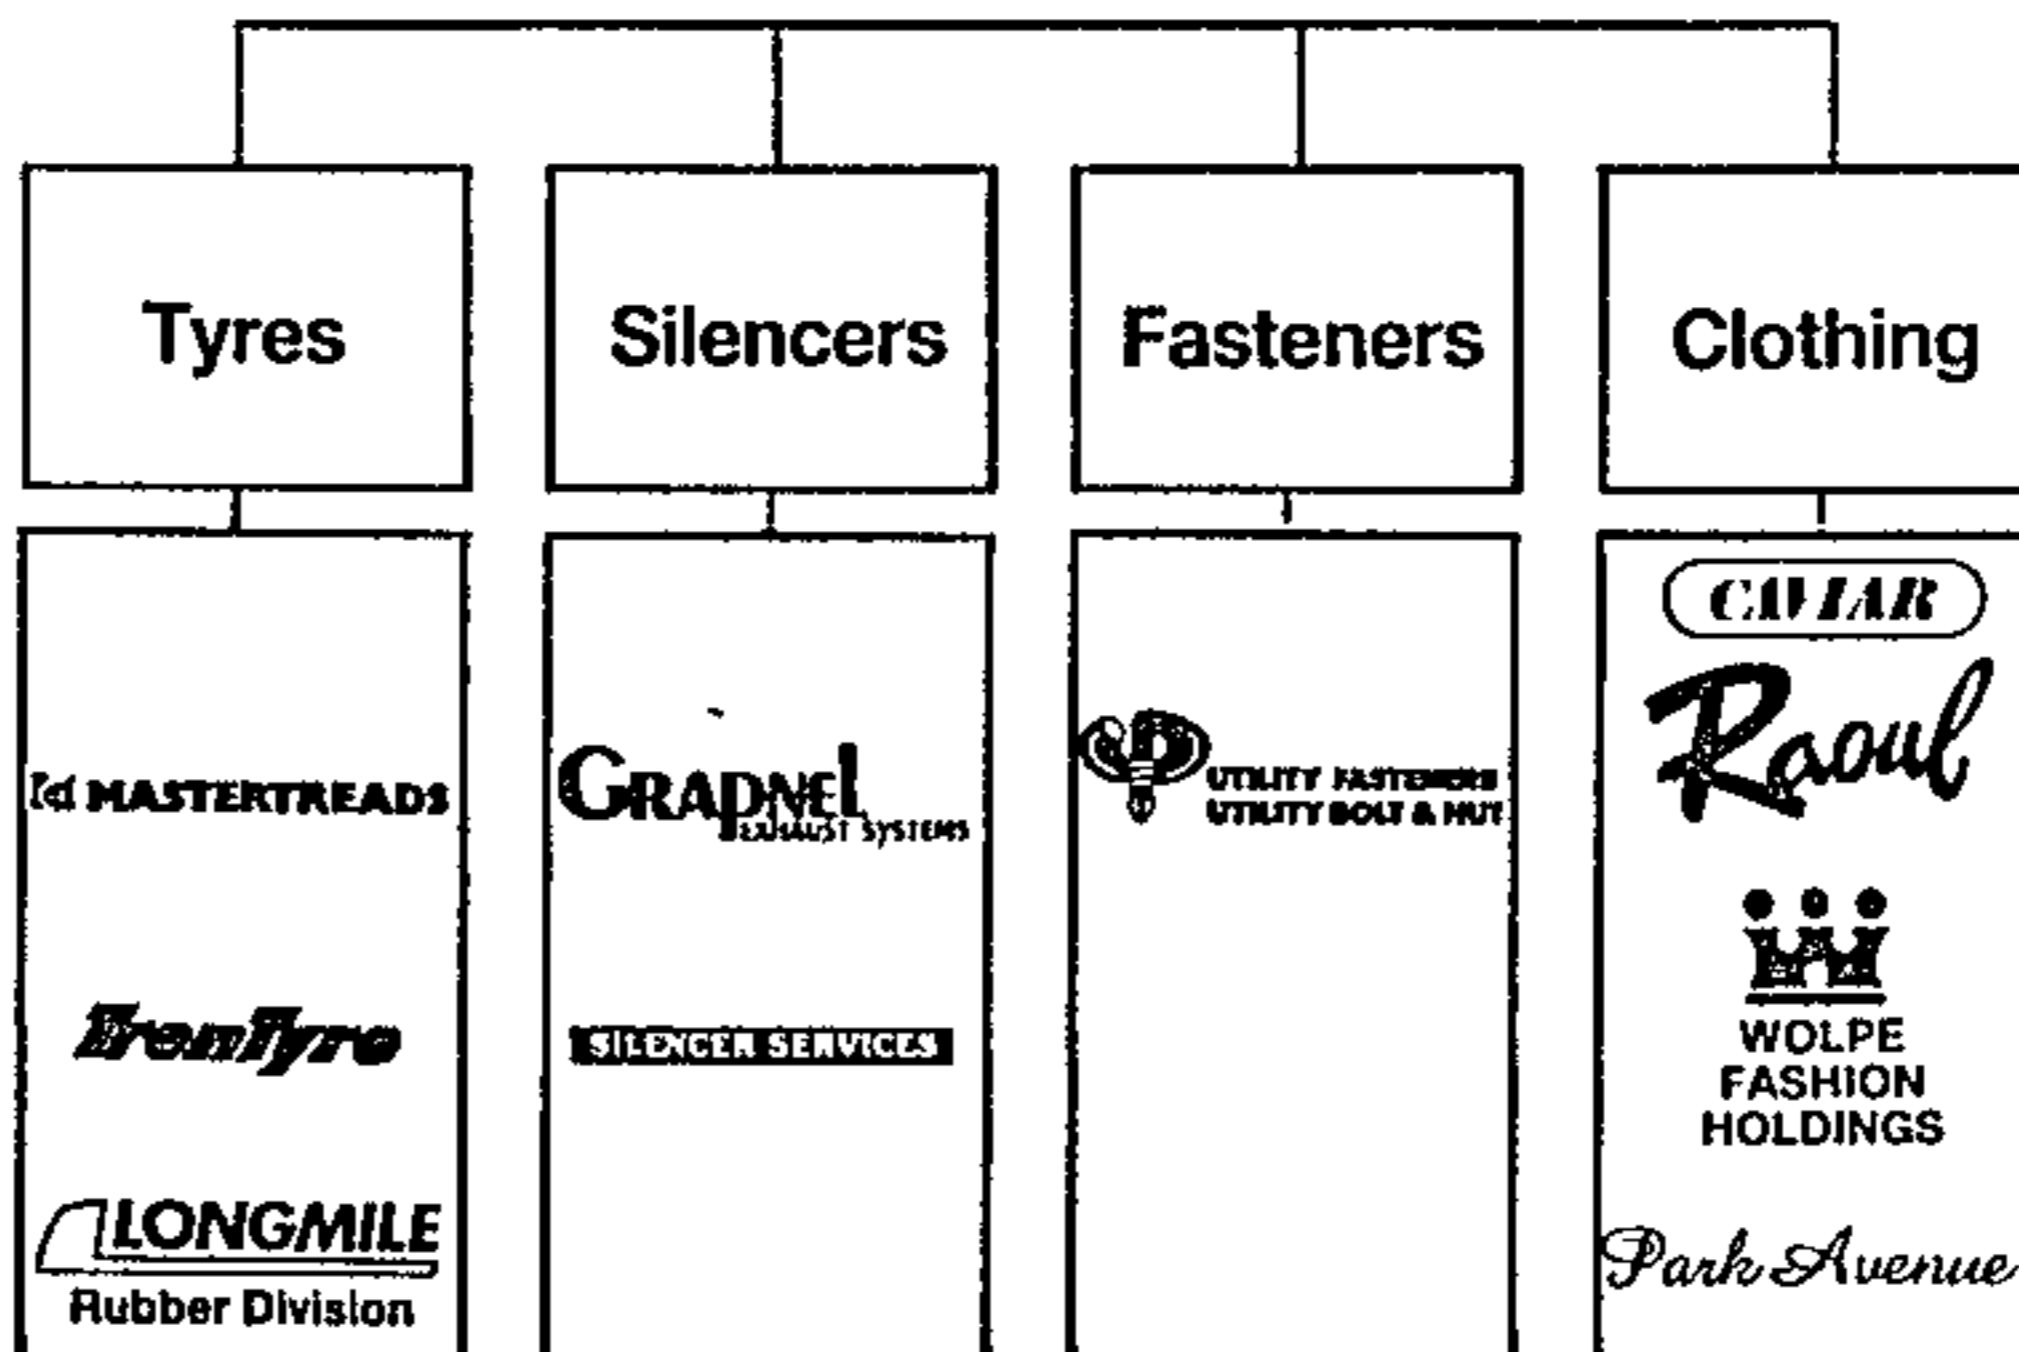 Tyres
Silencers
Fasteners
Clothing
MASTERTREADS
TrenTyre
LONGMILE
Rubber Division
GRAPNEL
EXHAUST SYSTEMS
SILENCER SERVICES
UTILITY FASTENERS
UTILITY BOLT & NUT
CAVIAR
Raoul
WOLPE
FASHION
HOLDINGS
Park Avenue